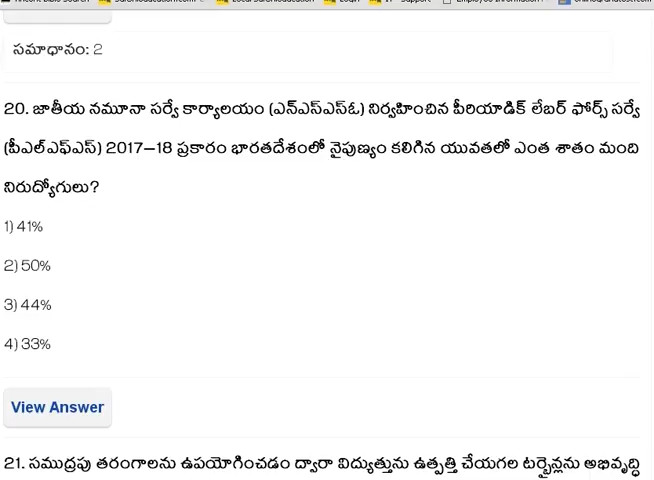 సమాధానం: 2
20. జాతీయ నమూనా సర్వే కార్యాలయం (ఎన్ఎస్ఎస్ఓ) నిర్వహించిన పీరియాడిక్ లేబర్ ఫోర్స్ సర్వే
(పీఎల్ఎఫ్ఎస్) 2017–18 ప్రకారం భారతదేశంలో నైపుణ్యం కలిగిన యువతలో ఎంత శాతం మంది
నిరుద్యోగులు?
1) 41%
2) 50%
3) 44%
4) 33%
View Answer
21. సముద్రపు తరంగాలను ఉపయోగించడం ద్వారా విద్యుత్తును ఉత్పత్తి చేయగల టర్బైన్లను అభివృద్ధి